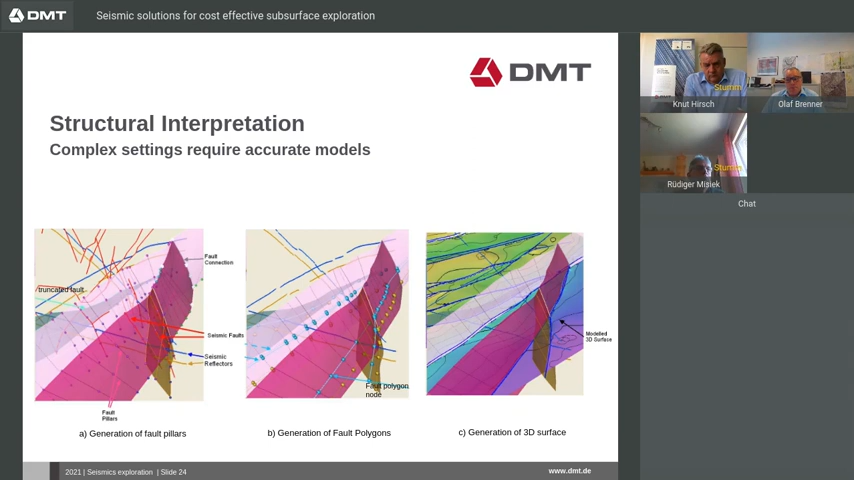 DMT
Seismic solutions for cost effective subsurface exploration
DMT
Structural Interpretation
Complex settings require accurate models
truncated fault
Fault
Connection
Seismic Faults
Seismic
Reflectors
Fault
Pillars
Fault polygon
node
Modelled
3D Surface
a) Generation of fault pillars
b) Generation of Fault Polygons
c) Generation of 3D surface
2021 | Seismics exploration | Slide 24
www.dmt.de
Stumm
Knut Hirsch
Olaf Brenner
Stumm
Rüdiger Misiek
Chat